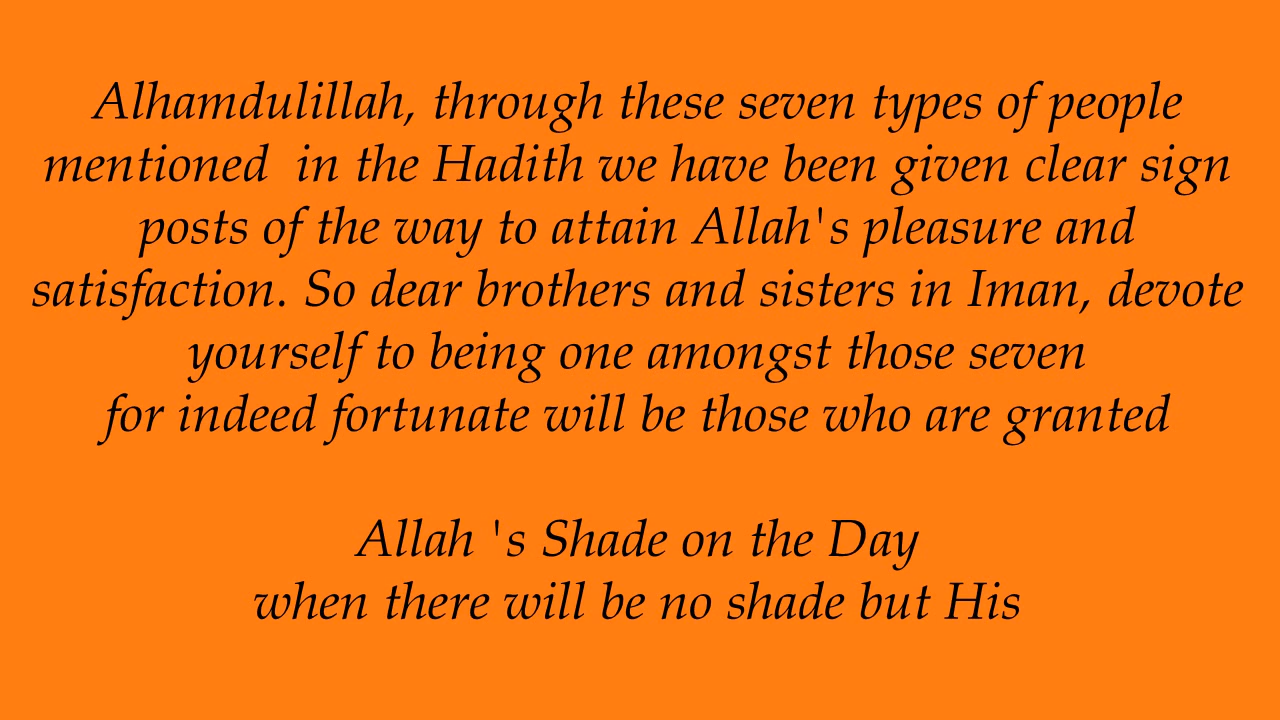 Alhamdulillah, through these seven types of people
mentioned  in the Hadith we have been given clear sign
posts of the way to attain Allah's pleasure and
satisfaction. So dear brothers and sisters in Iman, devote
yourself to being one amongst those seven
for indeed fortunate will be those who are granted
Allah 's Shade on the Day
when there will be no shade but His